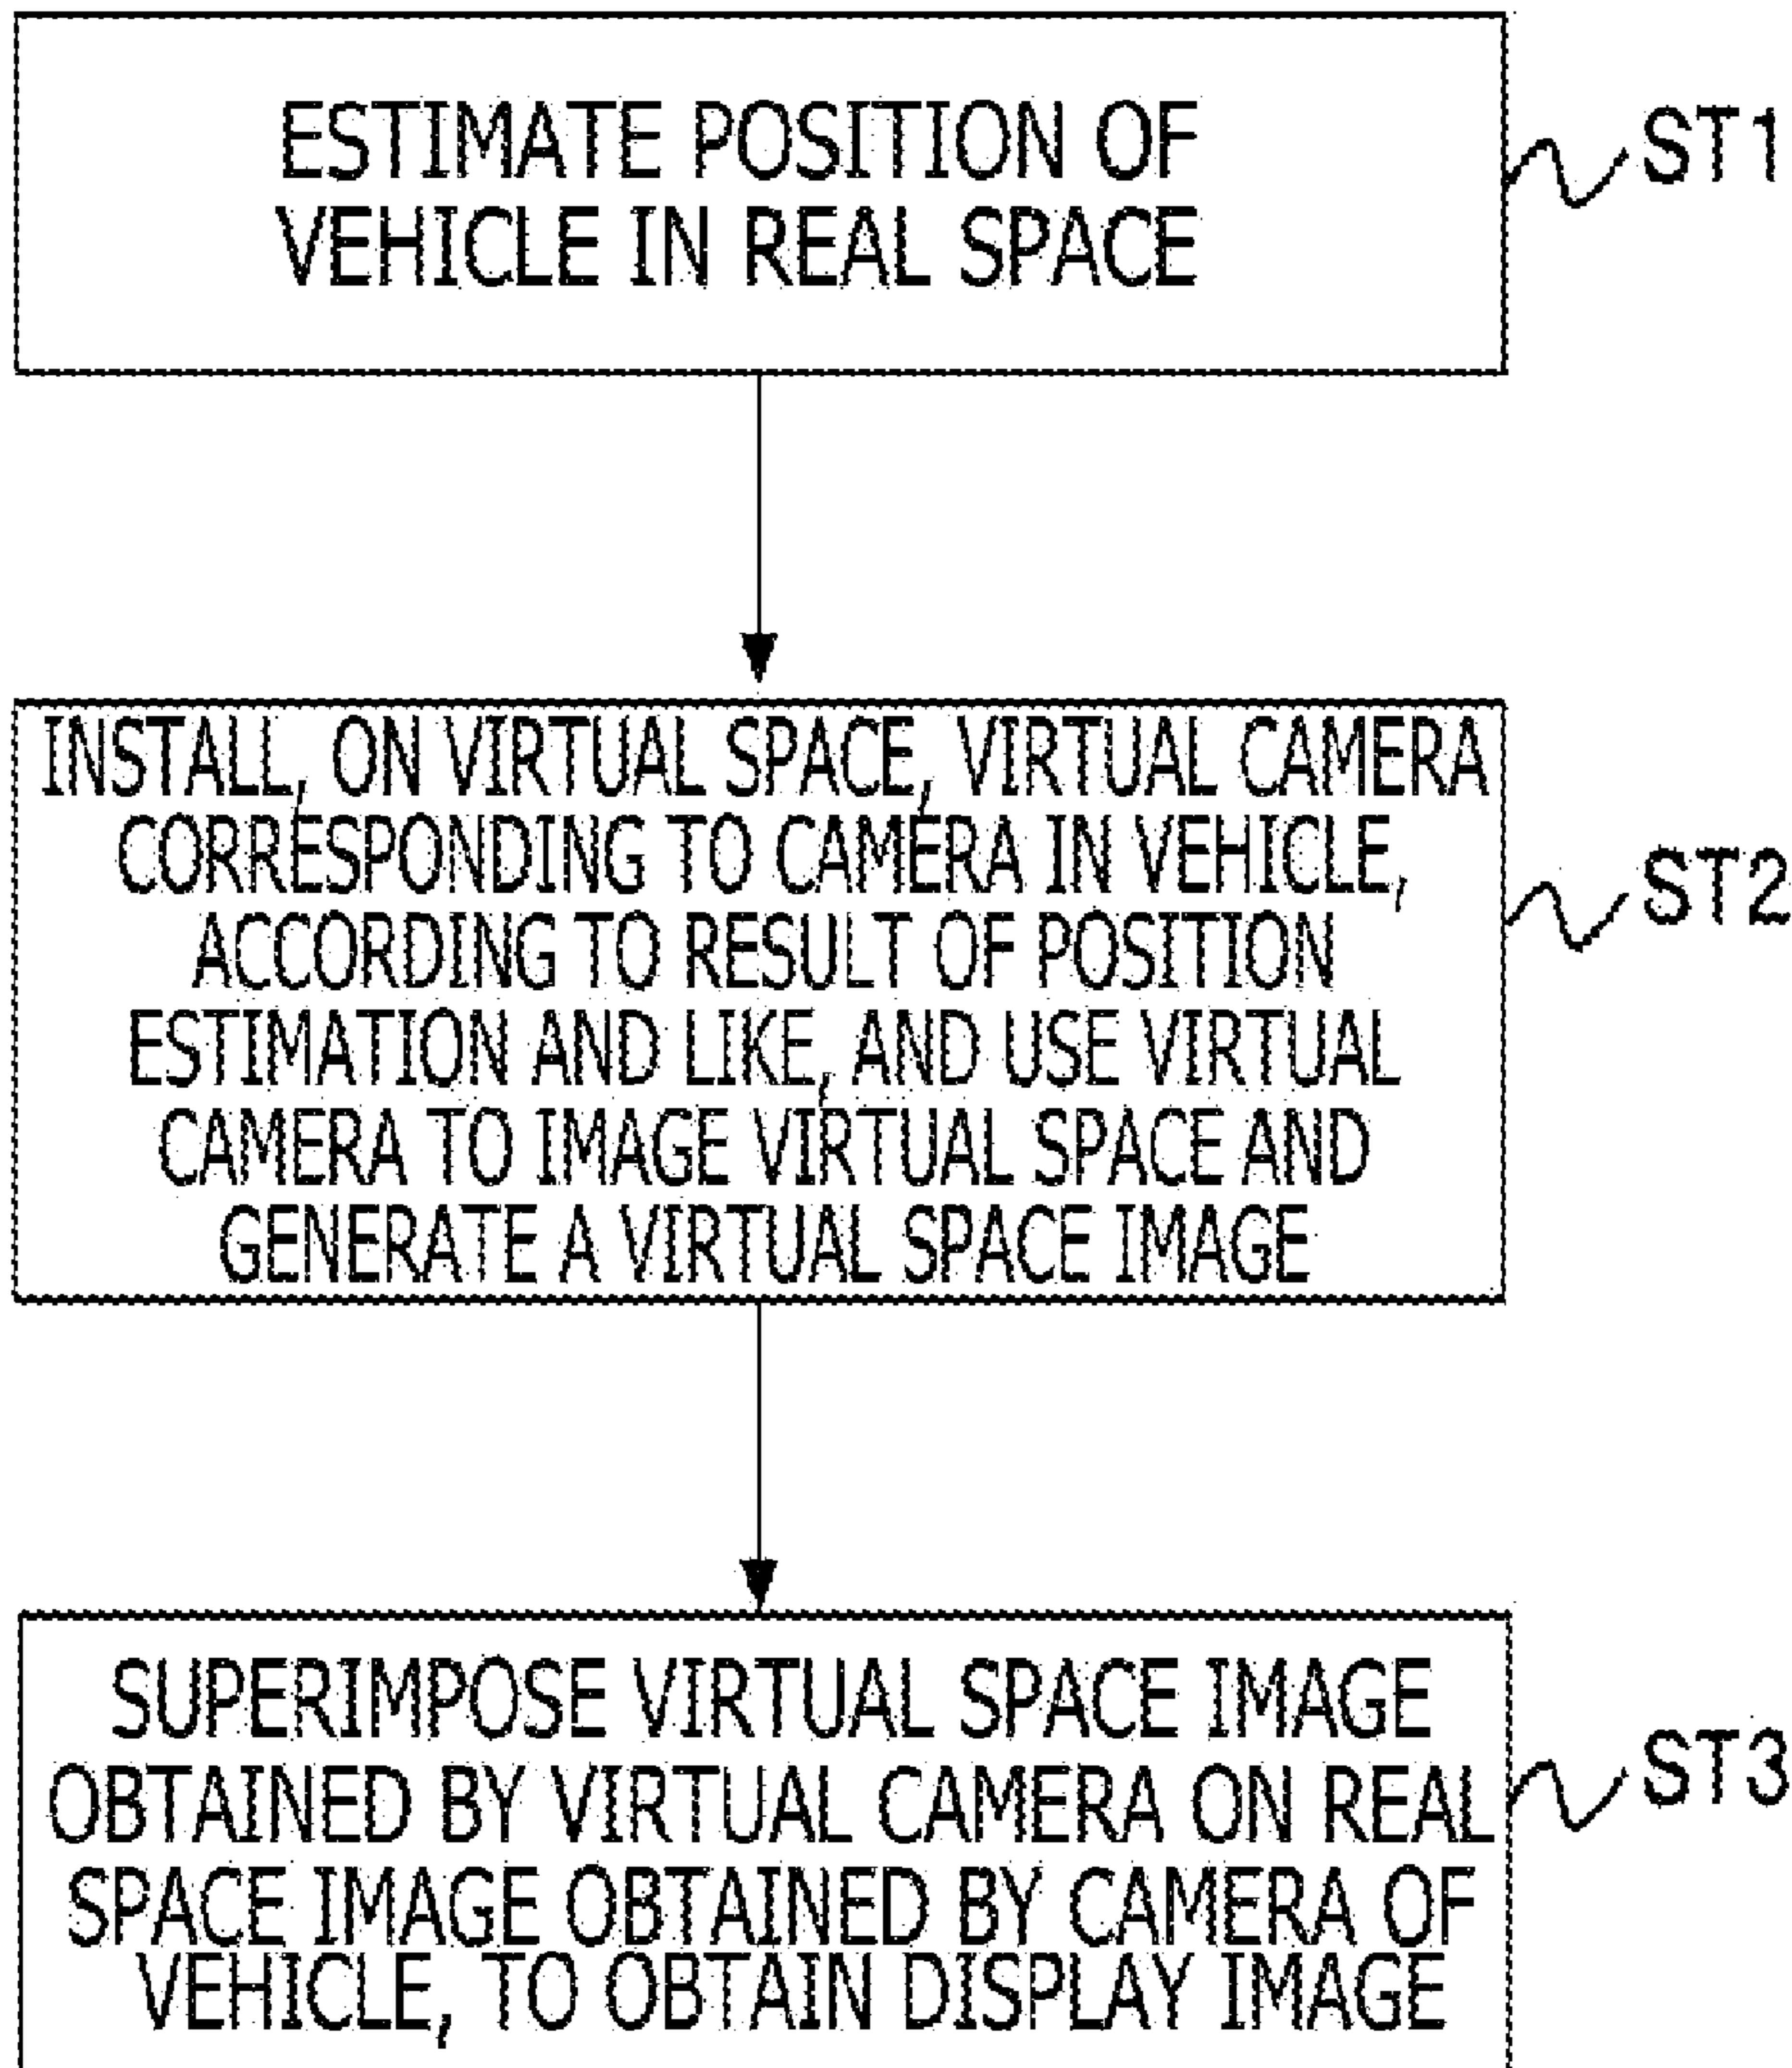 ESTIMATE POSITION OF
VEHICLE IN REAL SPACE
ST1
INSTALL, ON VIRTUAL SPACE, VIRTUAL CAMERA
CORRESPONDING TO CAMERA IN VEHICLE,
ACCORDING TO RESULT OF POSITION
ESTIMATION AND LIKE, AND USE VIRTUAL
CAMERA TO IMAGE VIRTUAL SPACE AND
GENERATE A VIRTUAL SPACE IMAGE
ST2
SUPERIMPOSE VIRTUAL SPACE IMAGE
OBTAINED BY VIRTUAL CAMERA ON REAL
SPACE IMAGE OBTAINED BY CAMERA OF
VEHICLE, TO OBTAIN DISPLAY IMAGE
ST3